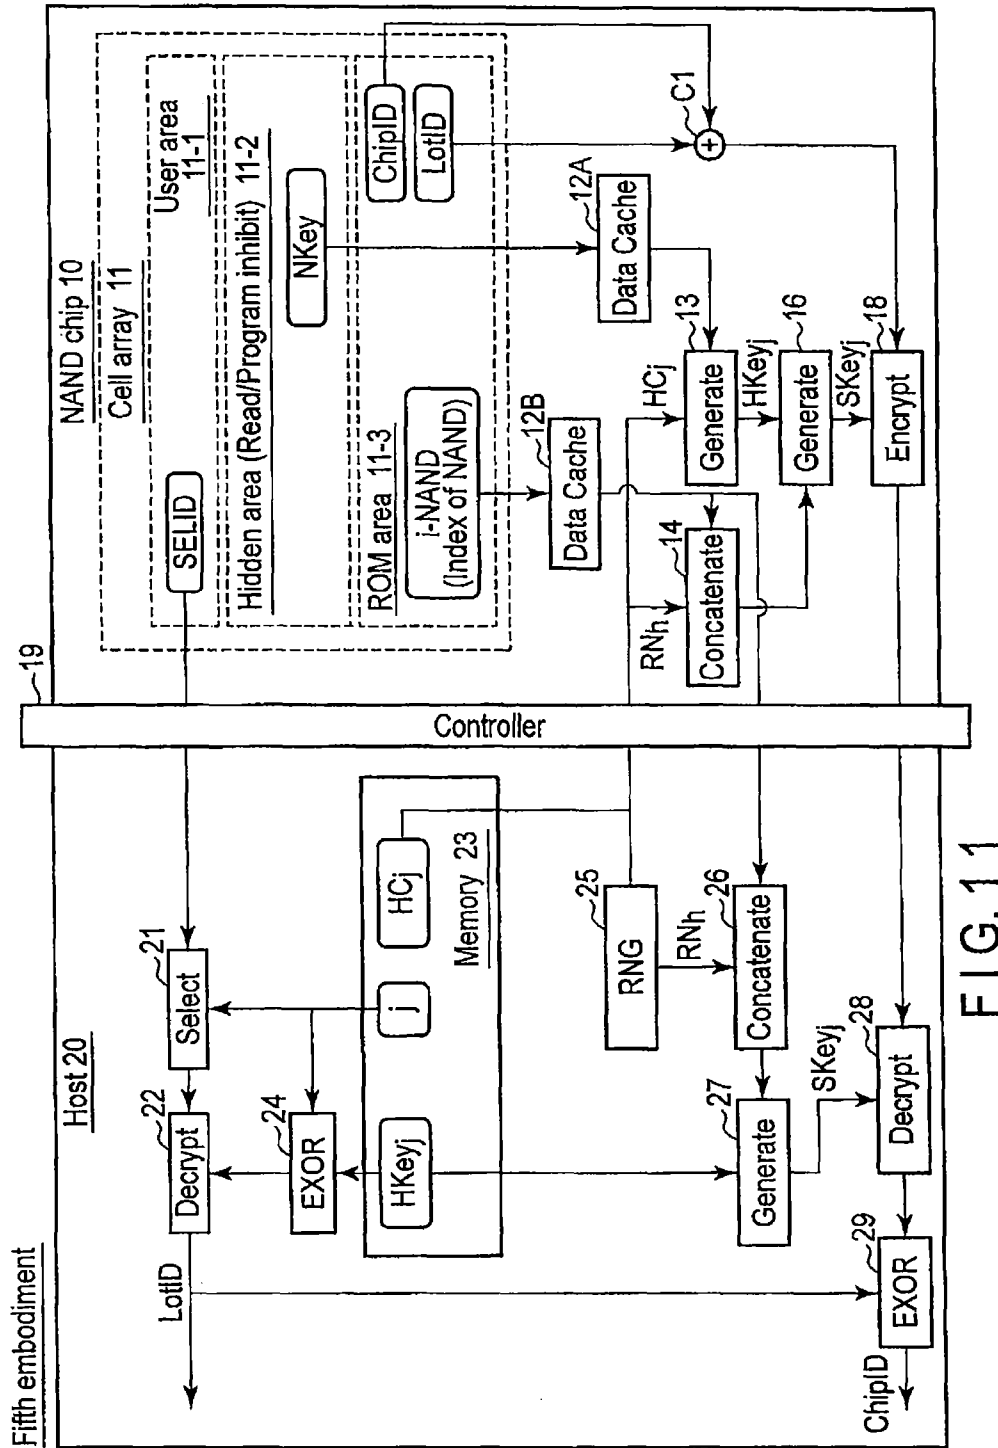 Fifth embodiment
Host 20
19
NAND chip 10
Cell array 11
User area
11-1
SELID
Hidden area (Read/Program inhibit) 11-2
NKey
ROM area 11-3
i-NAND
(Index of NAND)
ChipID
LotID
C1
12B
Data Cache
12A
Data Cache
HCj
13
Generate
HKeyj
14
RNh
Concatenate
16
Generate
SKeyj
18
Encrypt
Controller
21
Select
22
Decrypt
LotID
24
EXOR
HKeyj
j
HCj
Memory 23
25
RNG
RNh
26
Concatenate
27
Generate
SKeyj
28
Decrypt
29
EXOR
ChipID
FIG. 11